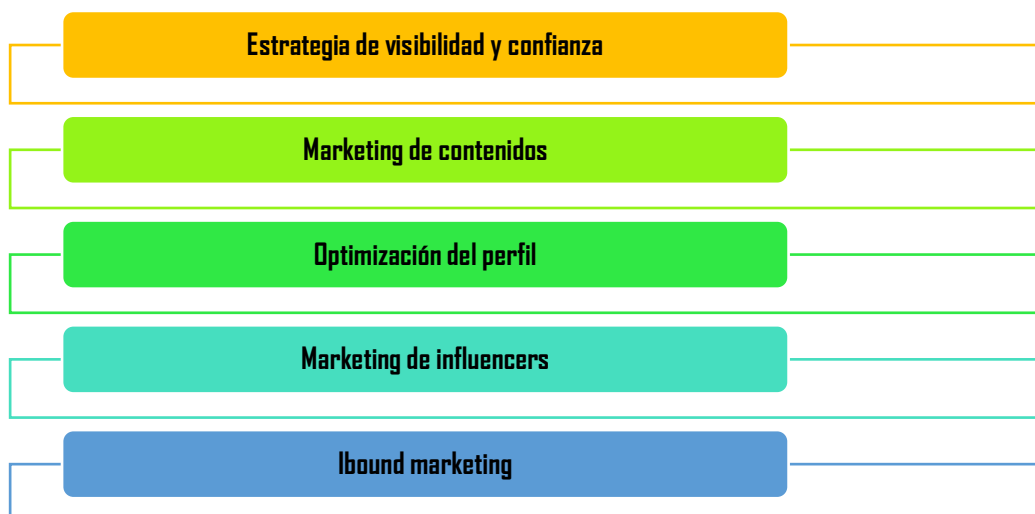 Estrategia de visibilidad y confianza
Marketing de contenidos
Optimización del perfil
Marketing de influencers
Ibound marketing